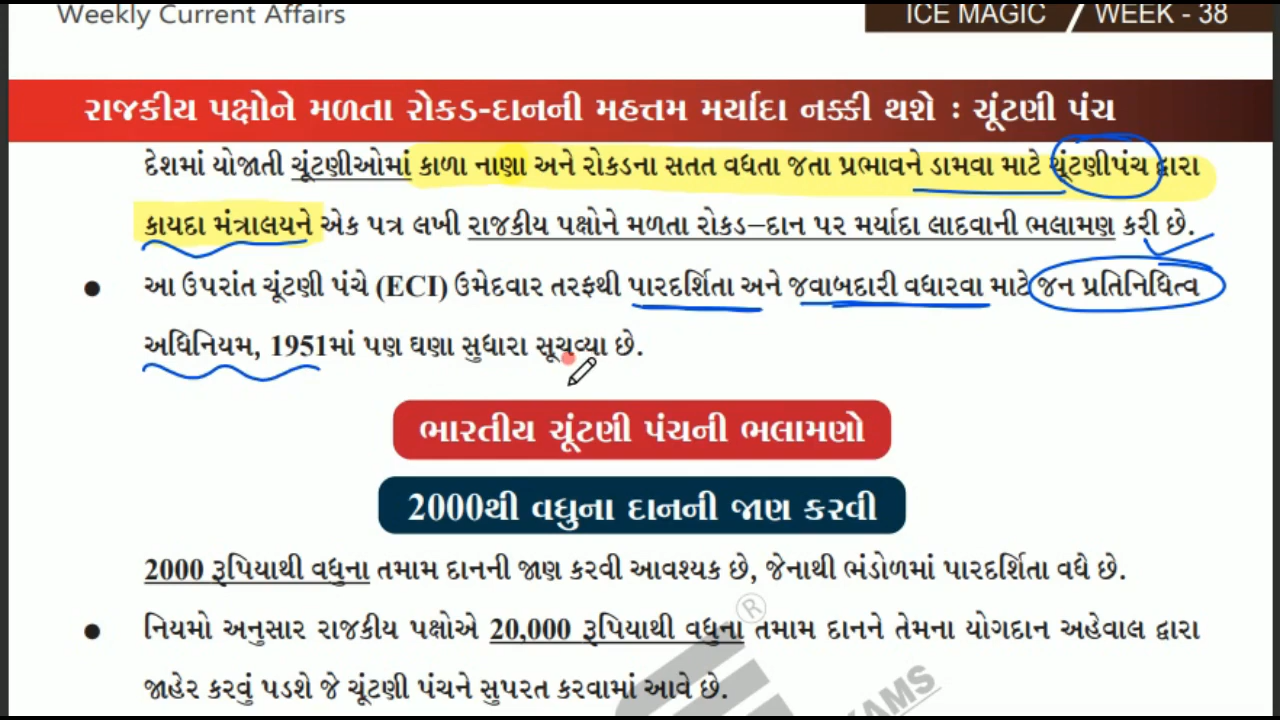 Weekly Current Affairs
ICE MAGIC / WEEK - 38
રાજકીય પક્ષોને મળતા રોકડ-દાનની મહત્તમ મર્યાદા નક્કી થશે : ચૂંટણી પંચ
દેશમાં યોજાતી ચૂંટણીઓમાં કાળા નાણા અને રોકડના સતત વધતા જતા પ્રભાવને ડામવા માટે ચૂંટણીપંચ દ્વારા
કાયદા મંત્રાલયને એક પત્ર લખી રાજકીય પક્ષોને મળતા રોકડ–દાન પર મર્યાદા લાદવાની ભલામણ કરી છે.
● આ ઉપરાંત ચૂંટણી પંચે (ECI) ઉમેદવાર તરફથી પારદર્શિતા અને જવાબદારી વધારવા માટે જન પ્રતિનિધિત્વ
અધિનિયમ, 1951માં પણ ઘણા સુધારા સૂચવ્યા છે.
ભારતીય ચૂંટણી પંચની ભલામણો
2000થી વધુના દાનની જાણ કરવી
2000 રૂપિયાથી વધુના તમામ દાનની જાણ કરવી આવશ્યક છે, જેનાથી ભંડોળમાં પારદર્શિતા વધે છે.
● નિયમો અનુસાર રાજકીય પક્ષોએ 20,000 રૂપિયાથી વધુના તમામ દાનને તેમના યોગદાન અહેવાલ દ્વારા
જાહેર કરવું પડશે જે ચૂંટણી પંચને સુપરત કરવામાં આવે છે.